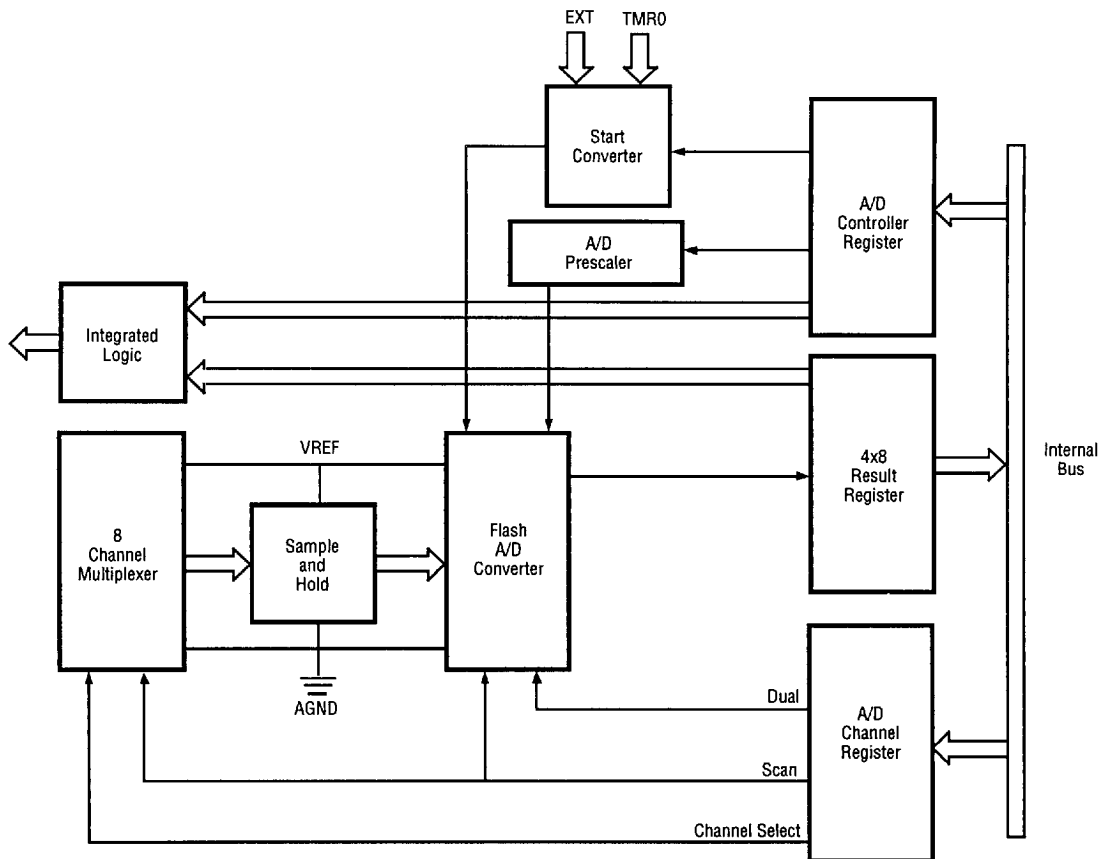 EXT
TMR0
Start
Converter
A/D
Controller
Register
A/D
Prescaler
Integrated
Logic
4x8
Result
Register
Internal
Bus
VREF
8
Channel
Multiplexer
Sample
and
Hold
Flash
A/D
Converter
AGND
Dual
A/D
Channel
Register
Scan
Channel Select